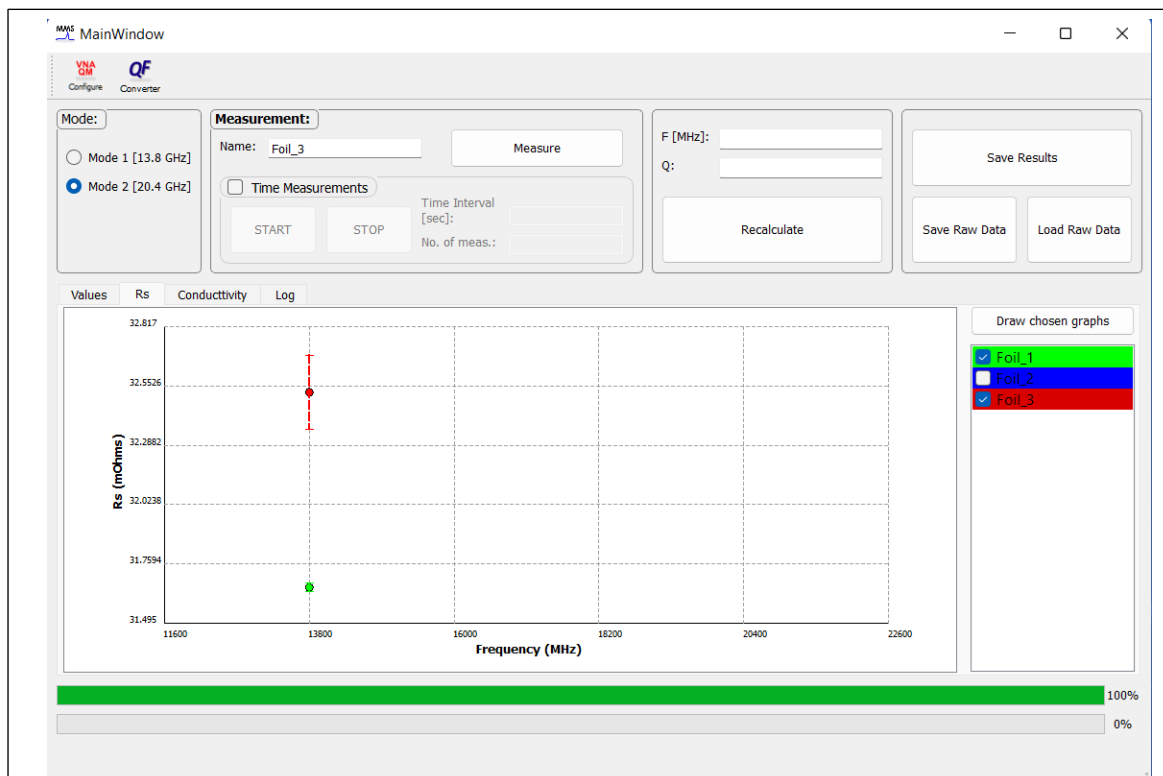 MMS MainWindow
VNA
QM
Configure
QF
Converter
Mode:
Mode 1 [13.8 GHz]
Mode 2 [20.4 GHz]
Measurement:
Name: Foil_3
Measure
Time Measurements
START
STOP
Time Interval
[sec]:
No. of meas.:
F [MHz]:
Q:
Recalculate
Save Results
Save Raw Data
Load Raw Data
Values Rs Conducttivity Log
32.817
32.5526
32.2882
32.0238
31.7594
31.495
Rs (mOhms)
11600 13800 16000 18200 20400 22600
Frequency (MHz)
Draw chosen graphs
Foil_1
Foil_2
Foil_3
100%
0%